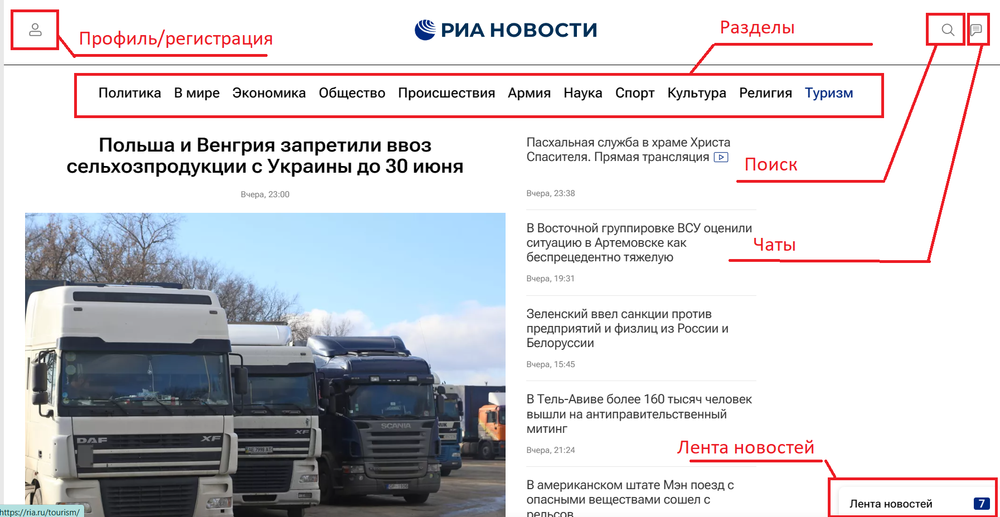 Профиль/регистрация
РИА НОВОСТИ
Разделы
Политика В мире Экономика Общество Происшествия Армия Наука Спорт Культура Религия Туризм
Польша и Венгрия запретили ввоз
сельхозпродукции с Украины до 30 июня
Вчера, 23:00
Пасхальная служба в храме Христа
Спасителя. Прямая трансляция
Поиск
Вчера, 23:38
В Восточной группировке ВСУ оценили
ситуацию в Артемовске как
беспрецедентно тяжелую
Чаты
Вчера, 19:31
Зеленский ввел санкции против
предприятий и физлиц из России и
Белоруссии
Вчера, 15:45
В Тель-Авиве более 160 тысяч человек
вышли на антиправительственный
митинг
Вчера, 21:24
Лента новостей
В американском штате Мэн поезд с
опасными веществами сошел с
рельсов
Лента новостей 7
DAF XF
XF
AE 7998 AT
SCANIA
https://ria.ru/tourism/